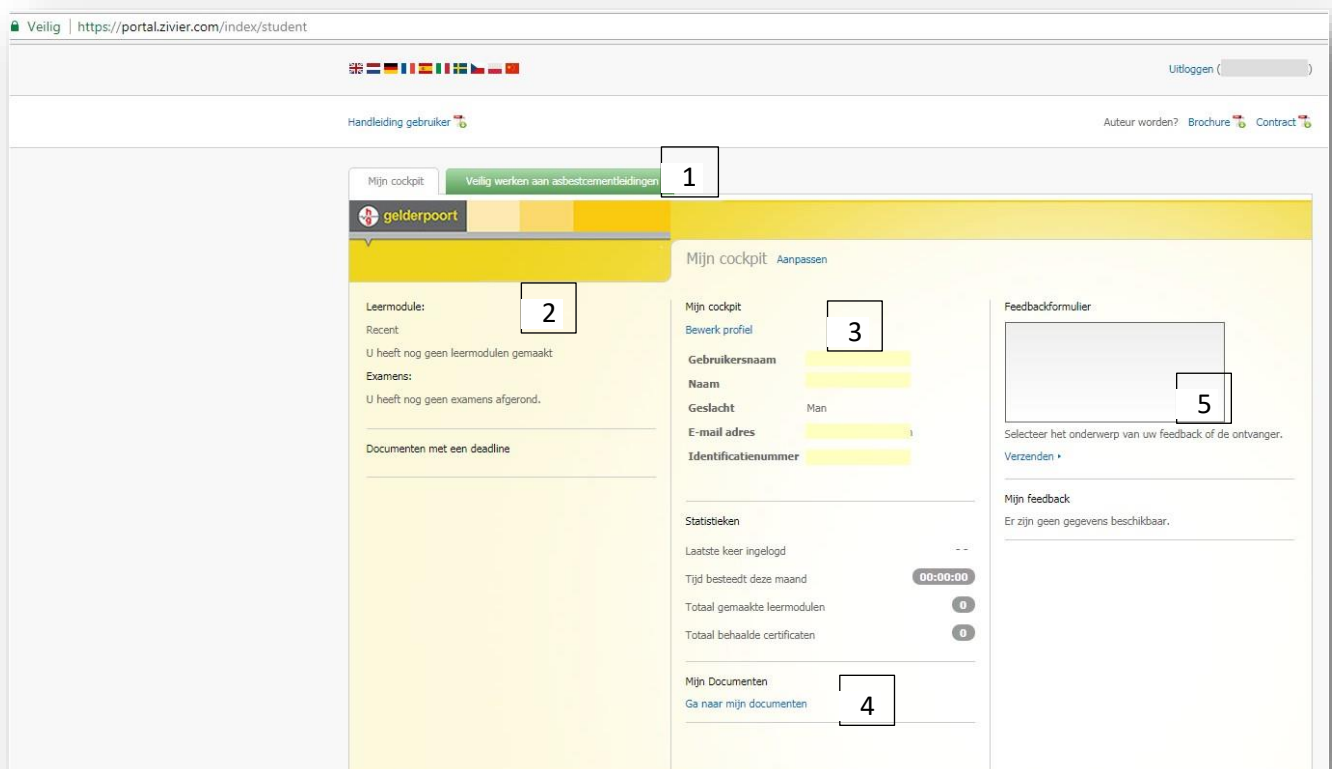 Veilig | https://portal.zivier.com/index/student
Uitloggen ( )
Handleiding gebruiker
Auteur worden? Brochure Contract
Mijn cockpit
Veilig werken aan asbestcementleidingen
1
gelderpoort
Mijn cockpit Aanpassen
Leermodule:
2
Recent
U heeft nog geen leermodulen gemaakt
Examens:
U heeft nog geen examens afgerond.
Documenten met een deadline
Mijn cockpit
3
Bewerk profiel
Gebruikersnaam
Naam
Geslacht Man
E-mail adres
Identificatienummer
Statistieken
Laatste keer ingelogd - -
Tijd besteedt deze maand 00:00:00
Totaal gemaakte leermodulen 0
Totaal behaalde certificaten 0
Mijn Documenten
Ga naar mijn documenten
4
Feedbackformulier
5
Selecteer het onderwerp van uw feedback of de ontvanger.
Verzenden
Mijn feedback
Er zijn geen gegevens beschikbaar.